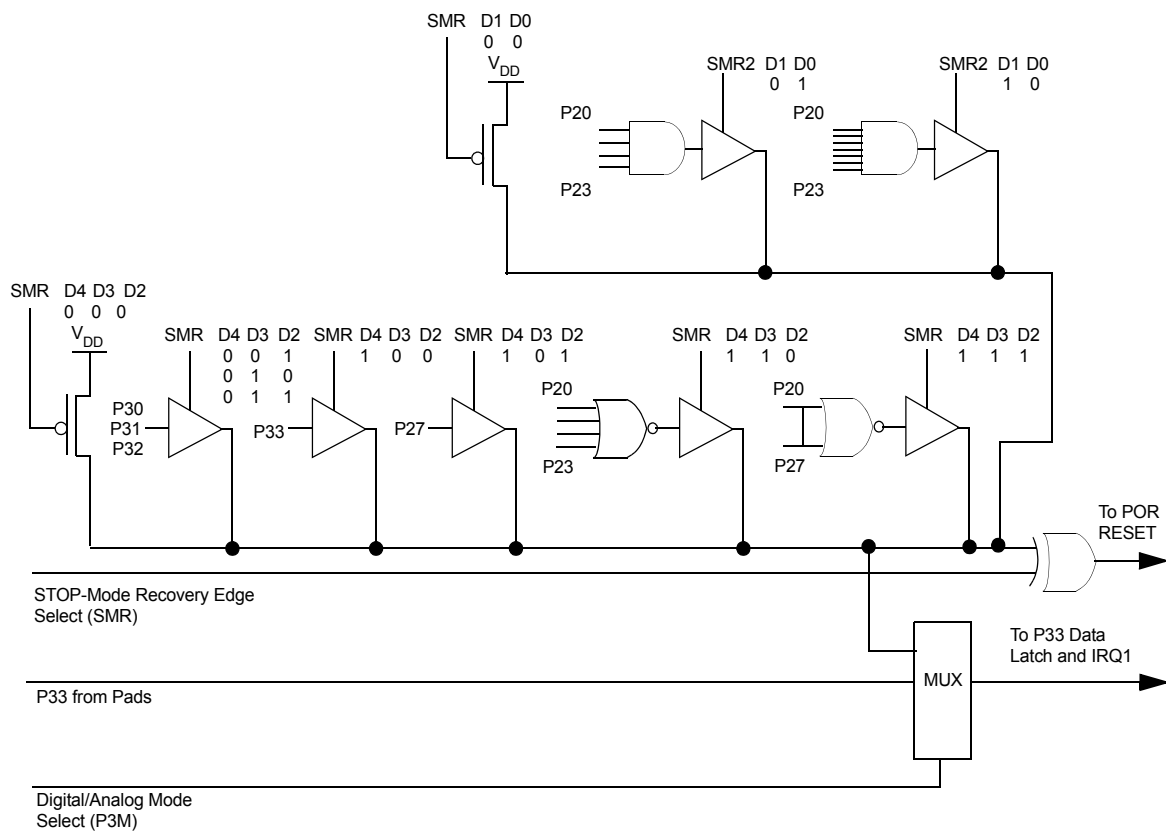 SMR D1 D0
0 0
VDD
SMR2 D1 D0
0 1
SMR2 D1 D0
1 0
P20
P23
P20
P23
SMR D4 D3 D2
0 0 0
VDD
SMR D4 D3 D2
0 0 1
0 1 0
0 1 1
SMR D4 D3 D2
1 0 0
SMR D4 D3 D2
1 0 1
SMR D4 D3 D2
1 1 0
SMR D4 D3 D2
1 1 1
P30
P31
P32
P33
P27
P20
P23
P20
P27
To POR
RESET
STOP-Mode Recovery Edge
Select (SMR)
To P33 Data
Latch and IRQ1
MUX
P33 from Pads
Digital/Analog Mode
Select (P3M)